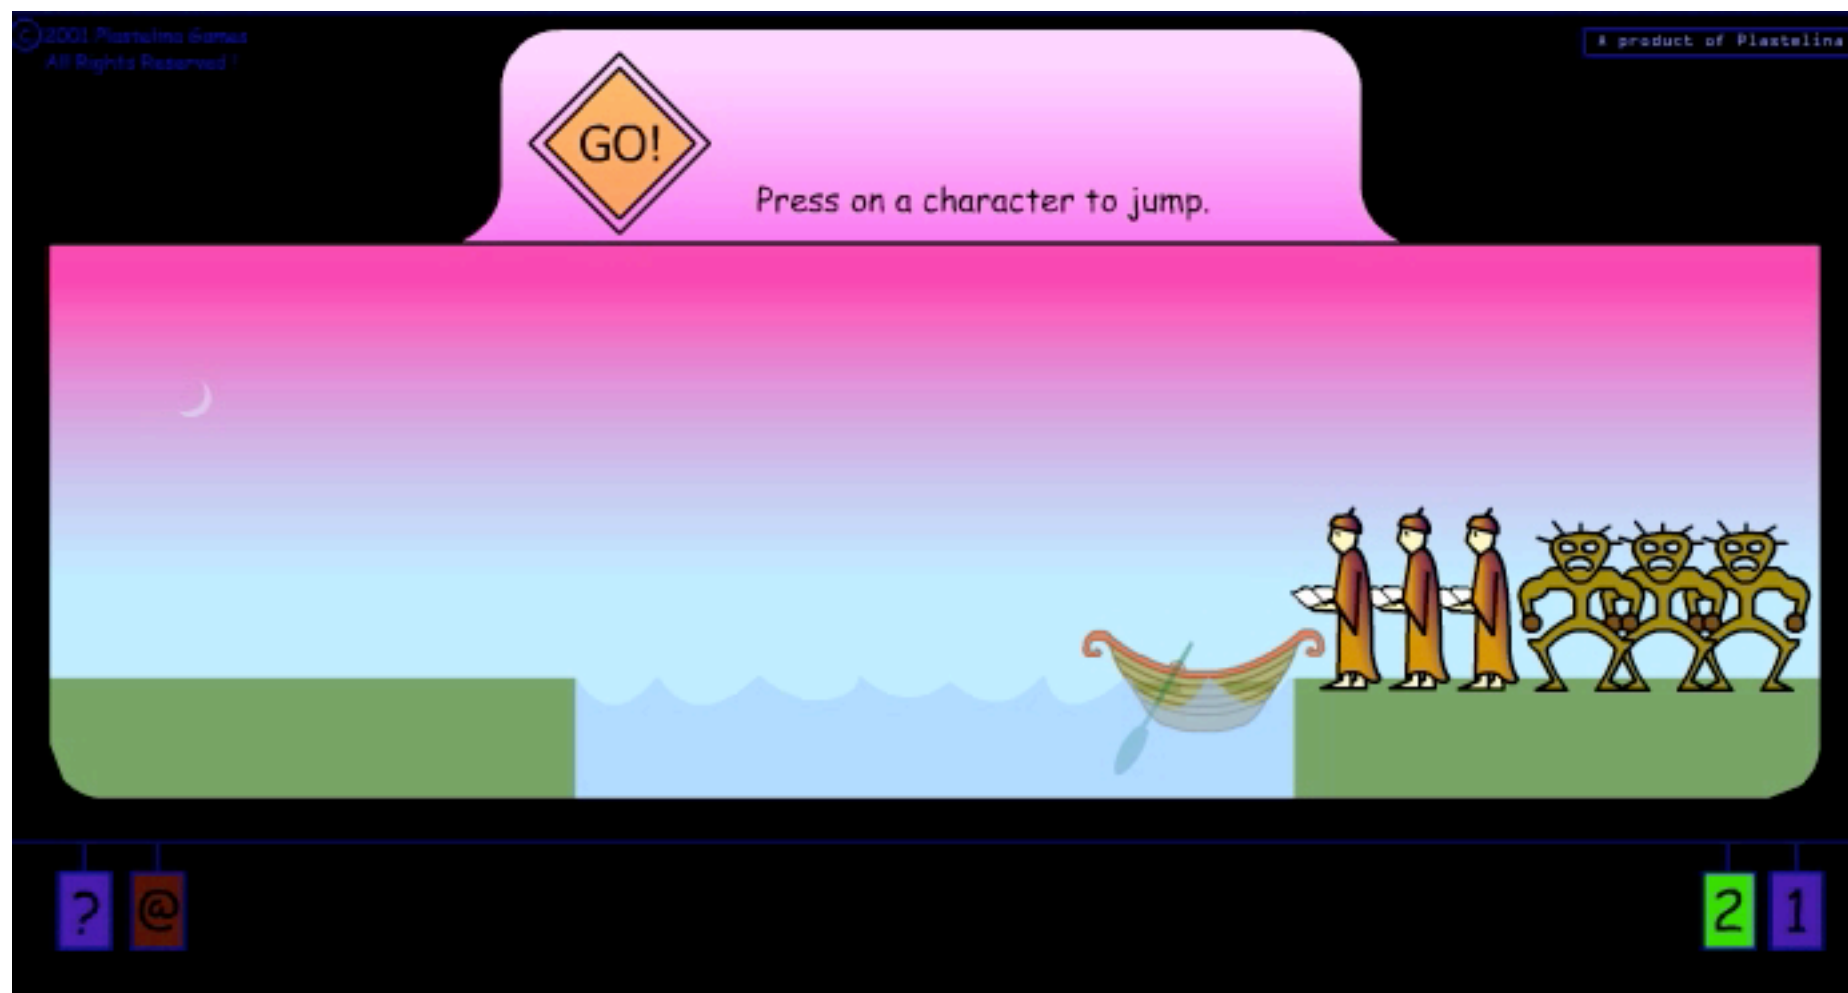 © 2001 Plastelina Games
All Rights Reserved !
A product of Plastelina
GO!
Press on a character to jump.
? @ 2 1